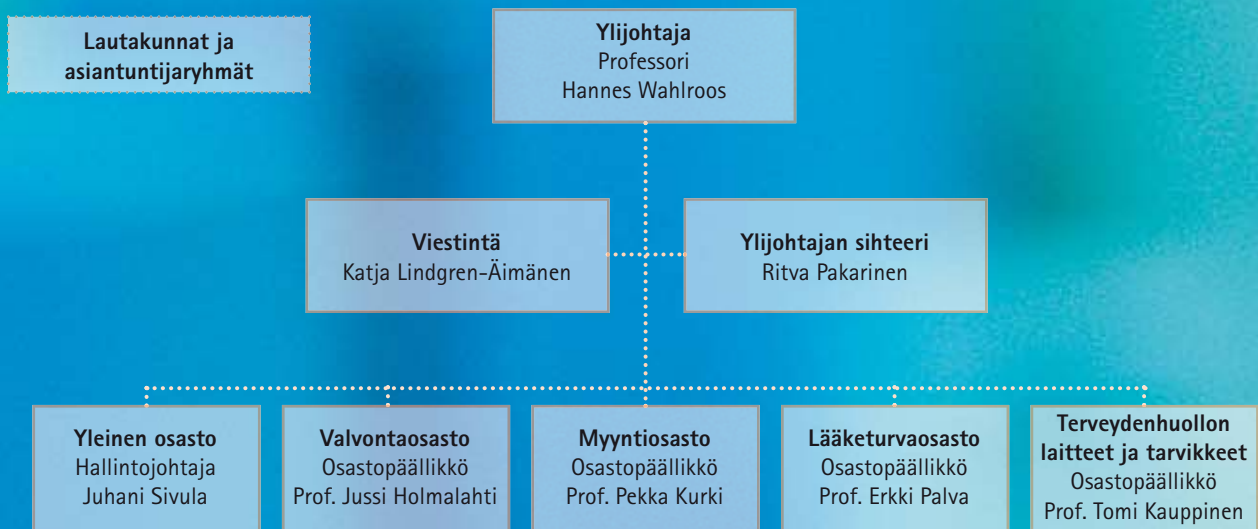 Lautakunnat ja
asiantuntijaryhmät
Ylijohtaja
Professori
Hannes Wahlroos
Viestintä
Katja Lindgren-Äimänen
Ylijohtajan sihteeri
Ritva Pakarinen
Yleinen osasto
Hallintojohtaja
Juhani Sivula
Valvontaosasto
Osastopäällikkö
Prof. Jussi Holmalahti
Myyntiosasto
Osastopäällikkö
Prof. Pekka Kurki
Lääketurvaosasto
Osastopäällikkö
Prof. Erkki Palva
Terveydenhuollon
laitteet ja tarvikkeet
Osastopäällikkö
Prof. Tomi Kauppinen